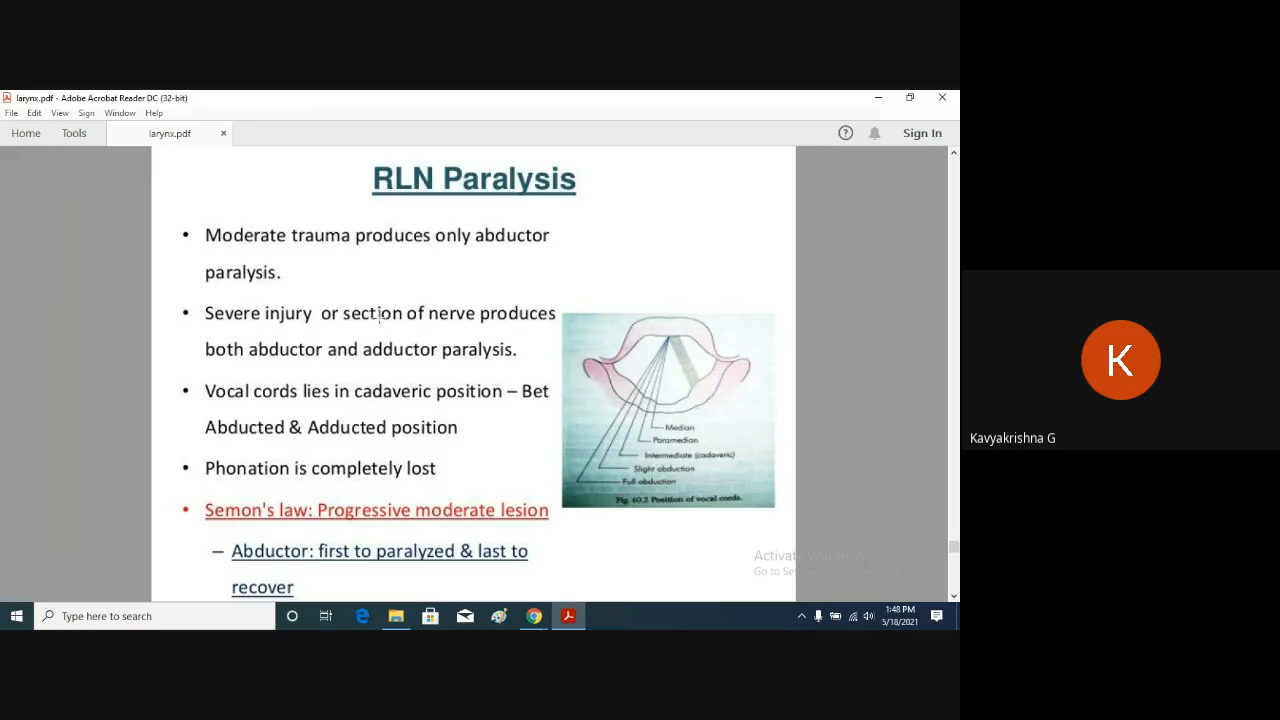 larynx.pdf - Adobe Acrobat Reader DC (32-bit)
File Edit View Sign Window Help
Home Tools larynx.pdf × ? Sign In
RLN Paralysis
• Moderate trauma produces only abductor
paralysis.
• Severe injury or section of nerve produces
both abductor and adductor paralysis.
• Vocal cords lies in cadaveric position – Bet
Abducted & Adducted position
• Phonation is completely lost
• Semon's law: Progressive moderate lesion
– Abductor: first to paralyzed & last to
recover
Median
Paramedian
Intermediate (cadaveric)
Slight abduction
Full abduction
Fig. 60.2 Position of vocal cords.
Activate Windows
Go to
Type here to search
1:48 PM
5/18/2021
K
Kavyakrishna G